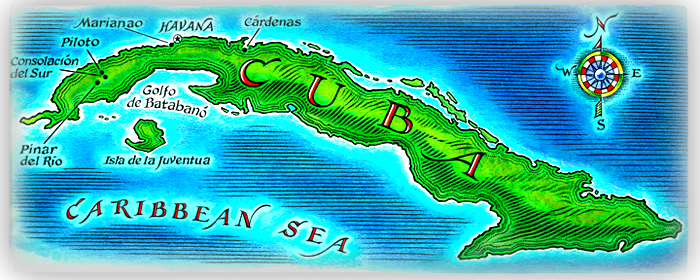 Marianao
HAVANA
Cárdenas
Piloto
Consolación
del Sur
Golfo
de Batabanó
Pinar
del Río
Isla de la Juventua
CUBA
CARIBBEAN SEA
N
W
E
S